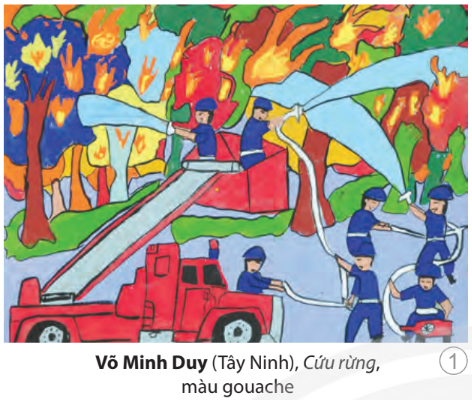 Võ Minh Duy (Tây Ninh), Cứu rừng,
màu gouache
1